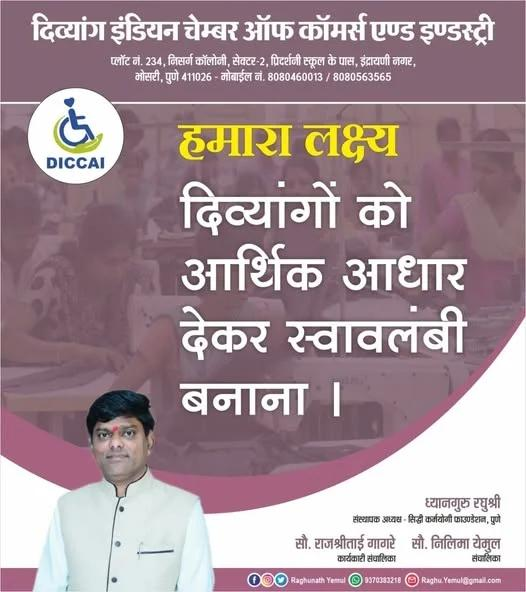 दिव्यांग इंडियन चेम्बर ऑफ कॉमर्स एण्ड इण्डस्ट्री
प्लॉट नं. 234, निसर्ग कॉलोनी, सेक्टर-2, प्रिदर्शनी स्कूल के पास, इंद्रायणी नगर,
भोसरी, पुणे 411026 - मोबाईल नं. 8080460013 / 8080563565
DICCAI
हमारा लक्ष्य
दिव्यांगों को
आर्थिक आधार
देकर स्वावलंबी
बनाना ।
ध्यानगुरु रघुश्री
संस्थापक अध्यक्ष - सिद्धी कर्मयोगी फाउण्डेशन, पुणे
सौ. राजश्रीताई गागरे सौ. निलिमा येमुल
कार्यकारी संचालिका संचालिका
Raghunath Yemul 9370383218 Raghu.Yemul@gmail.com